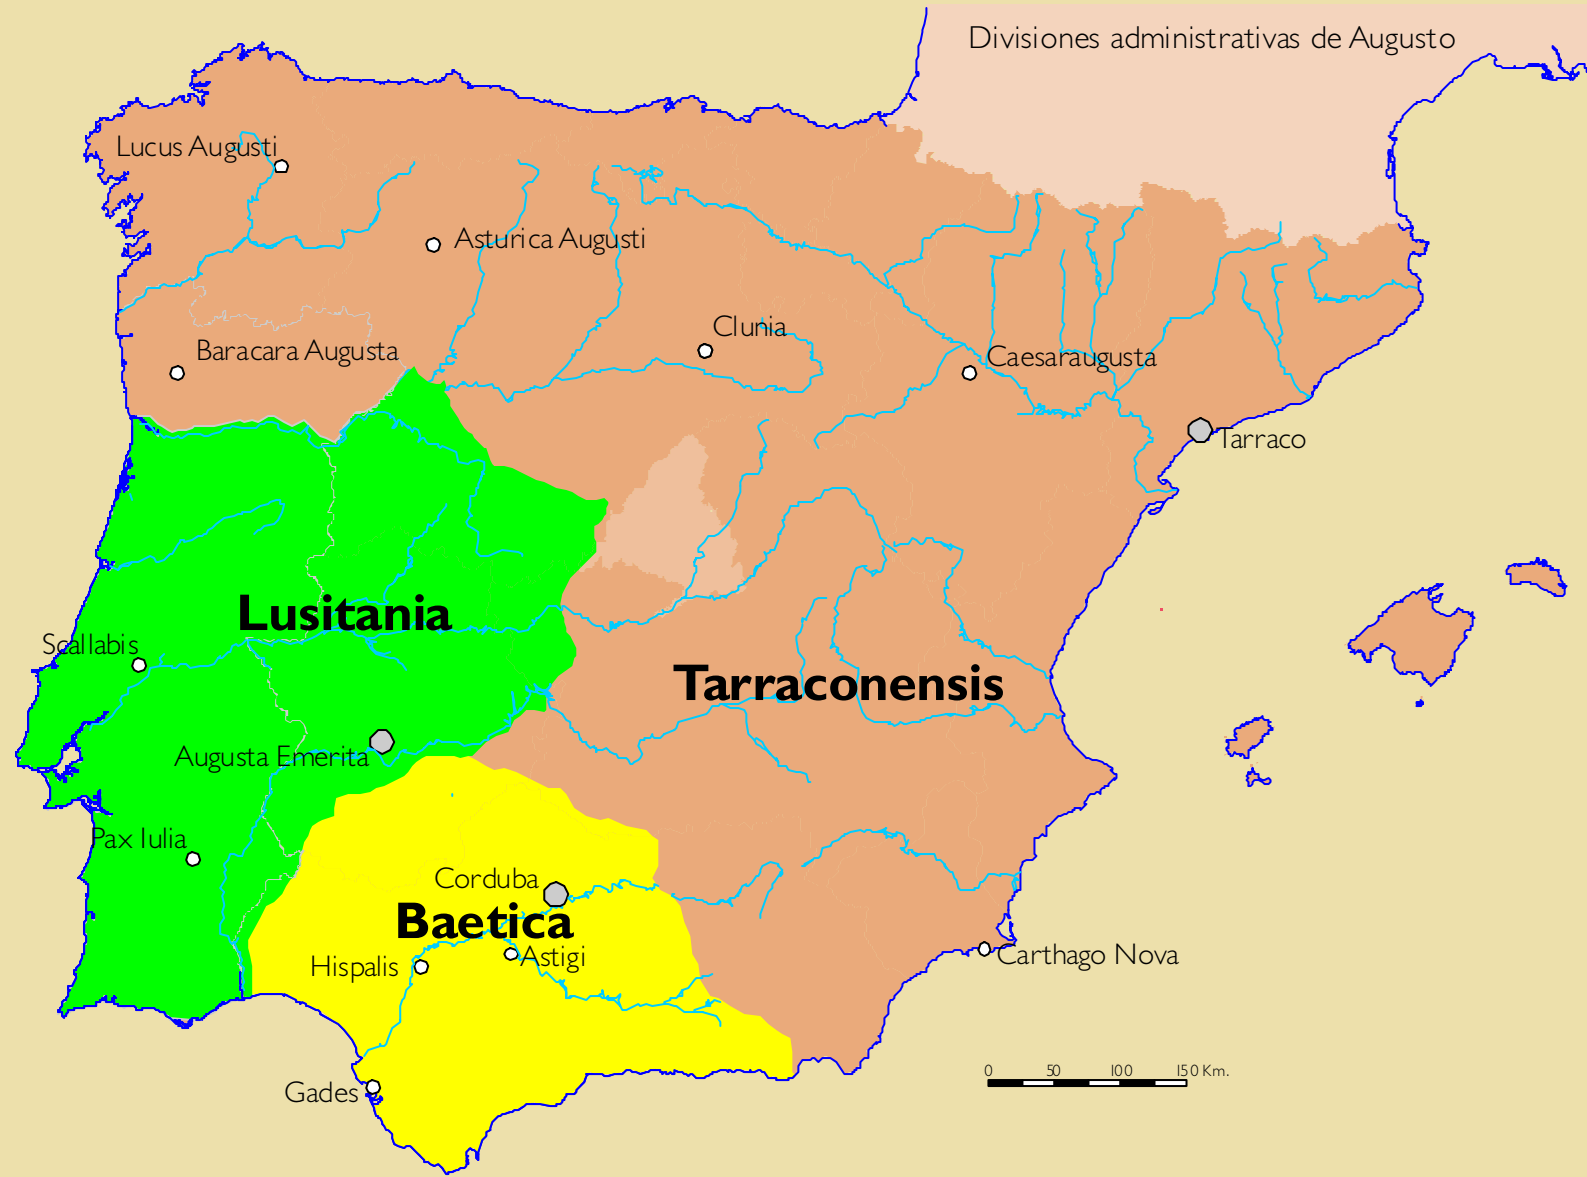 Divisiones administrativas de Augusto
Lucus Augusti
Asturica Augusti
Clunia
Baracara Augusta
Caesaraugusta
Tarraco
Lusitania
Scallabis
Tarraconensis
Augusta Emerita
Pax Iulia
Corduba
Baetica
Astigi
Hispalis
Carthago Nova
0 50 100 150 Km.
Gades